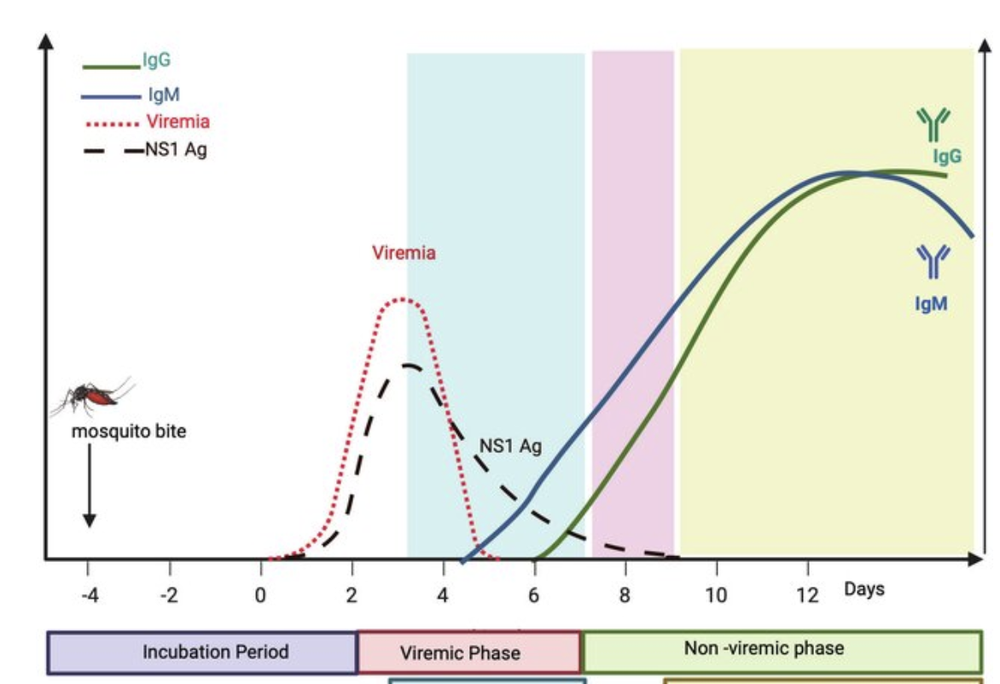 IgG
IgM
Viremia
NS1 Ag
IgG
Viremia
IgM
mosquito bite
NS1 Ag
-4 -2 0 2 4 6 8 10 12 Days
Incubation Period Viremic Phase Non -viremic phase